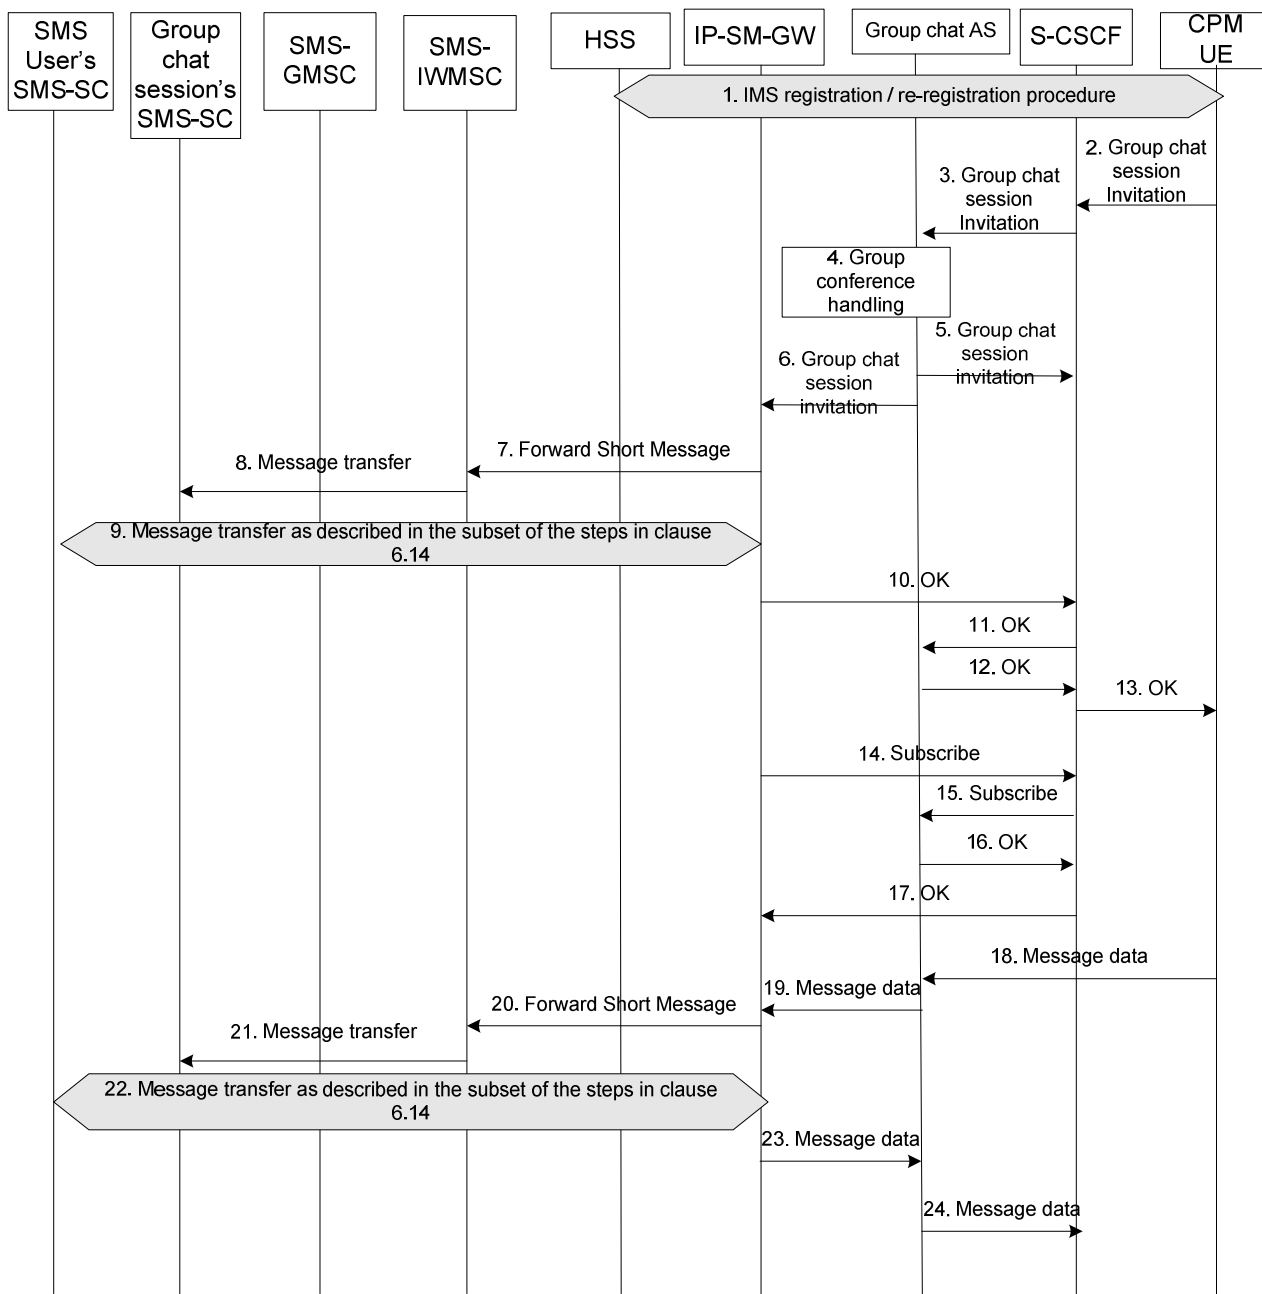 SMS
User's
SMS-SC
Group
chat
session's
SMS-SC
SMS-
GMSC
SMS-
IWMSC
HSS
IP-SM-GW
Group chat AS
S-CSCF
CPM
UE
1. IMS registration / re-registration procedure
2. Group chat
session
Invitation
3. Group chat
session
Invitation
4. Group
conference
handling
5. Group chat
session
invitation
6. Group chat
session
invitation
7. Forward Short Message
8. Message transfer
9. Message transfer as described in the subset of the steps in clause
6.14
10. OK
11. OK
12. OK
13. OK
14. Subscribe
15. Subscribe
16. OK
17. OK
18. Message data
19. Message data
20. Forward Short Message
21. Message transfer
22. Message transfer as described in the subset of the steps in clause
6.14
23. Message data
24. Message data